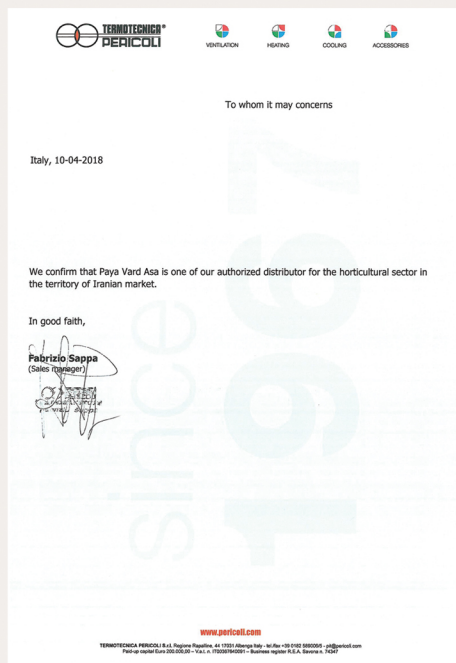 TERMOTECNICA®
PERICOLI
VENTILATION
HEATING
COOLING
ACCESSORIES
To whom it may concerns
Italy, 10-04-2018
We confirm that Paya Vard Asa is one of our authorized distributor for the horticultural sector in
the territory of Iranian market.
In good faith,
Fabrizio Sappa
(Sales manager)
since 1967
www.pericoli.com
TERMOTECNICA PERICOLI S.r.l. Regione Rapalline, 44 17031 Albenga Italy - tel./fax +39 0182 589006/5 - pit@pericoli.com
Paid-up capital Euro 200.000,00 – V.a.t. n. IT00397640091 – Business register R.E.A. Savona n. 74347